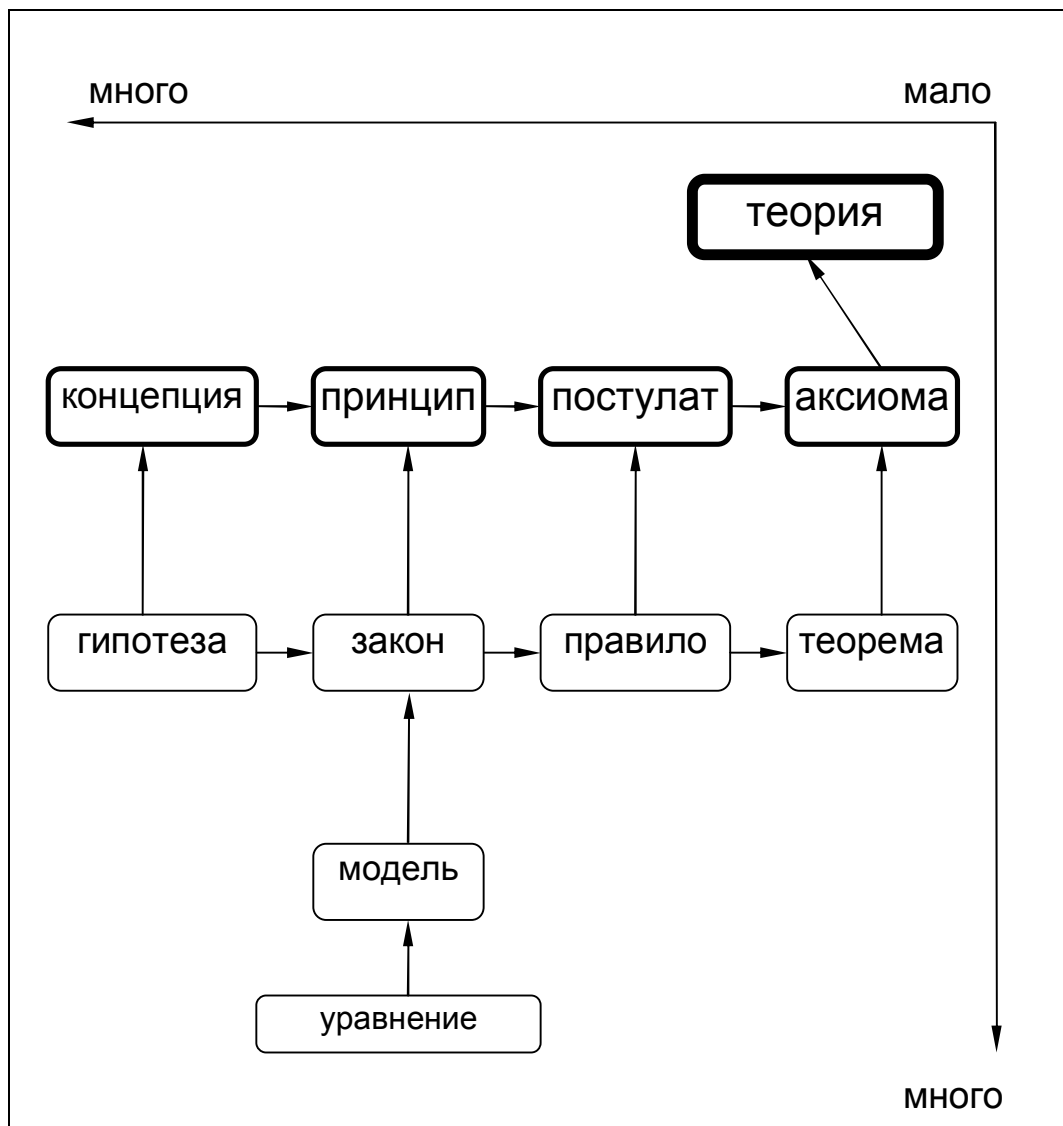 много мало
теория
концепция принцип постулат аксиома
гипотеза закон правило теорема
модель
уравнение
много